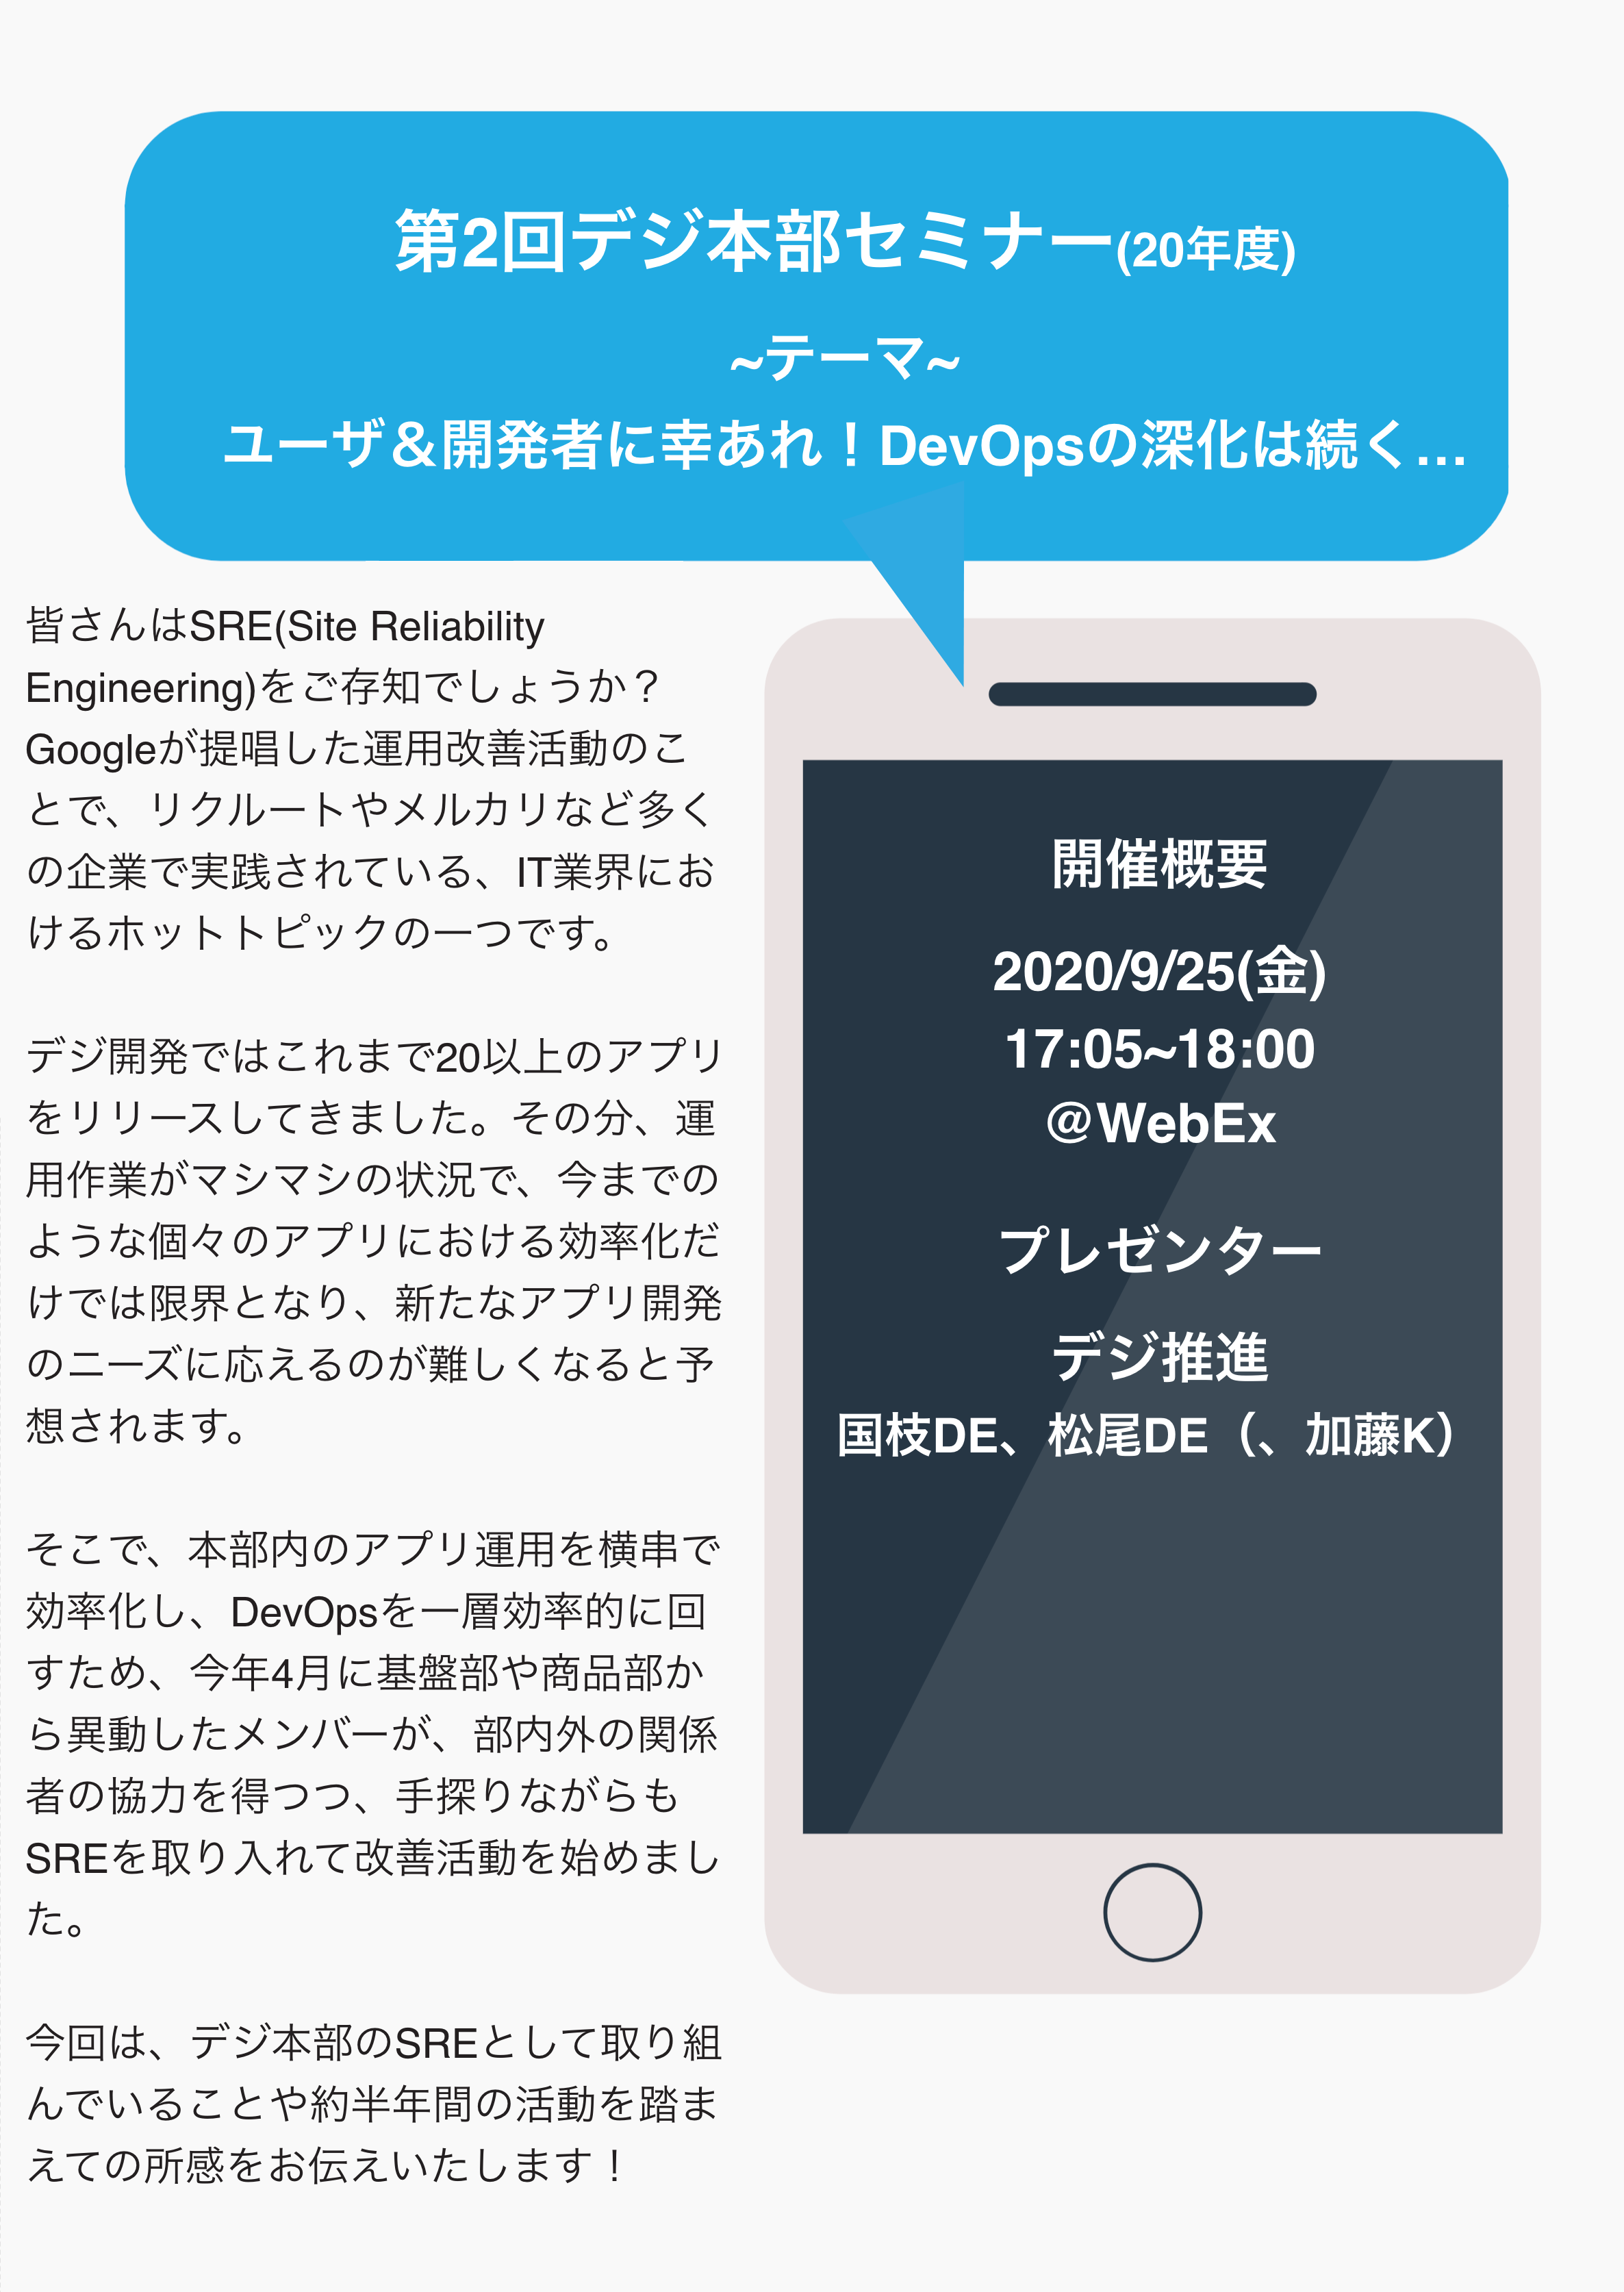 第2回デジ本部セミナー(20年度)
~テーマ~
ユーザ＆開発者に幸あれ！DevOpsの深化は続く...
皆さんはSRE(Site Reliability
Engineering)をご存知でしょうか？
Googleが提唱した運用改善活動のこ
とで、リクルートやメルカリなど多く
の企業で実践されている、IT業界にお
けるホットトピックの一つです。
デジ開発ではこれまで20以上のアプリ
をリリースしてきました。その分、運
用作業がマシマシの状況で、今までの
ような個々のアプリにおける効率化だ
けでは限界となり、新たなアプリ開発
のニーズに応えるのが難しくなると予
想されます。
そこで、本部内のアプリ運用を横串で
効率化し、DevOpsを一層効率的に回
すため、今年4月に基盤部や商品部か
ら異動したメンバーが、部内外の関係
者の協力を得つつ、手探りながらも
SREを取り入れて改善活動を始めまし
た。
今回は、デジ本部のSREとして取り組
んでいることや約半年間の活動を踏ま
えての所感をお伝えいたします！
開催概要
2020/9/25(金)
17:05~18:00
@WebEx
プレゼンター
デジ推進
国枝DE、松尾DE（、加藤K）